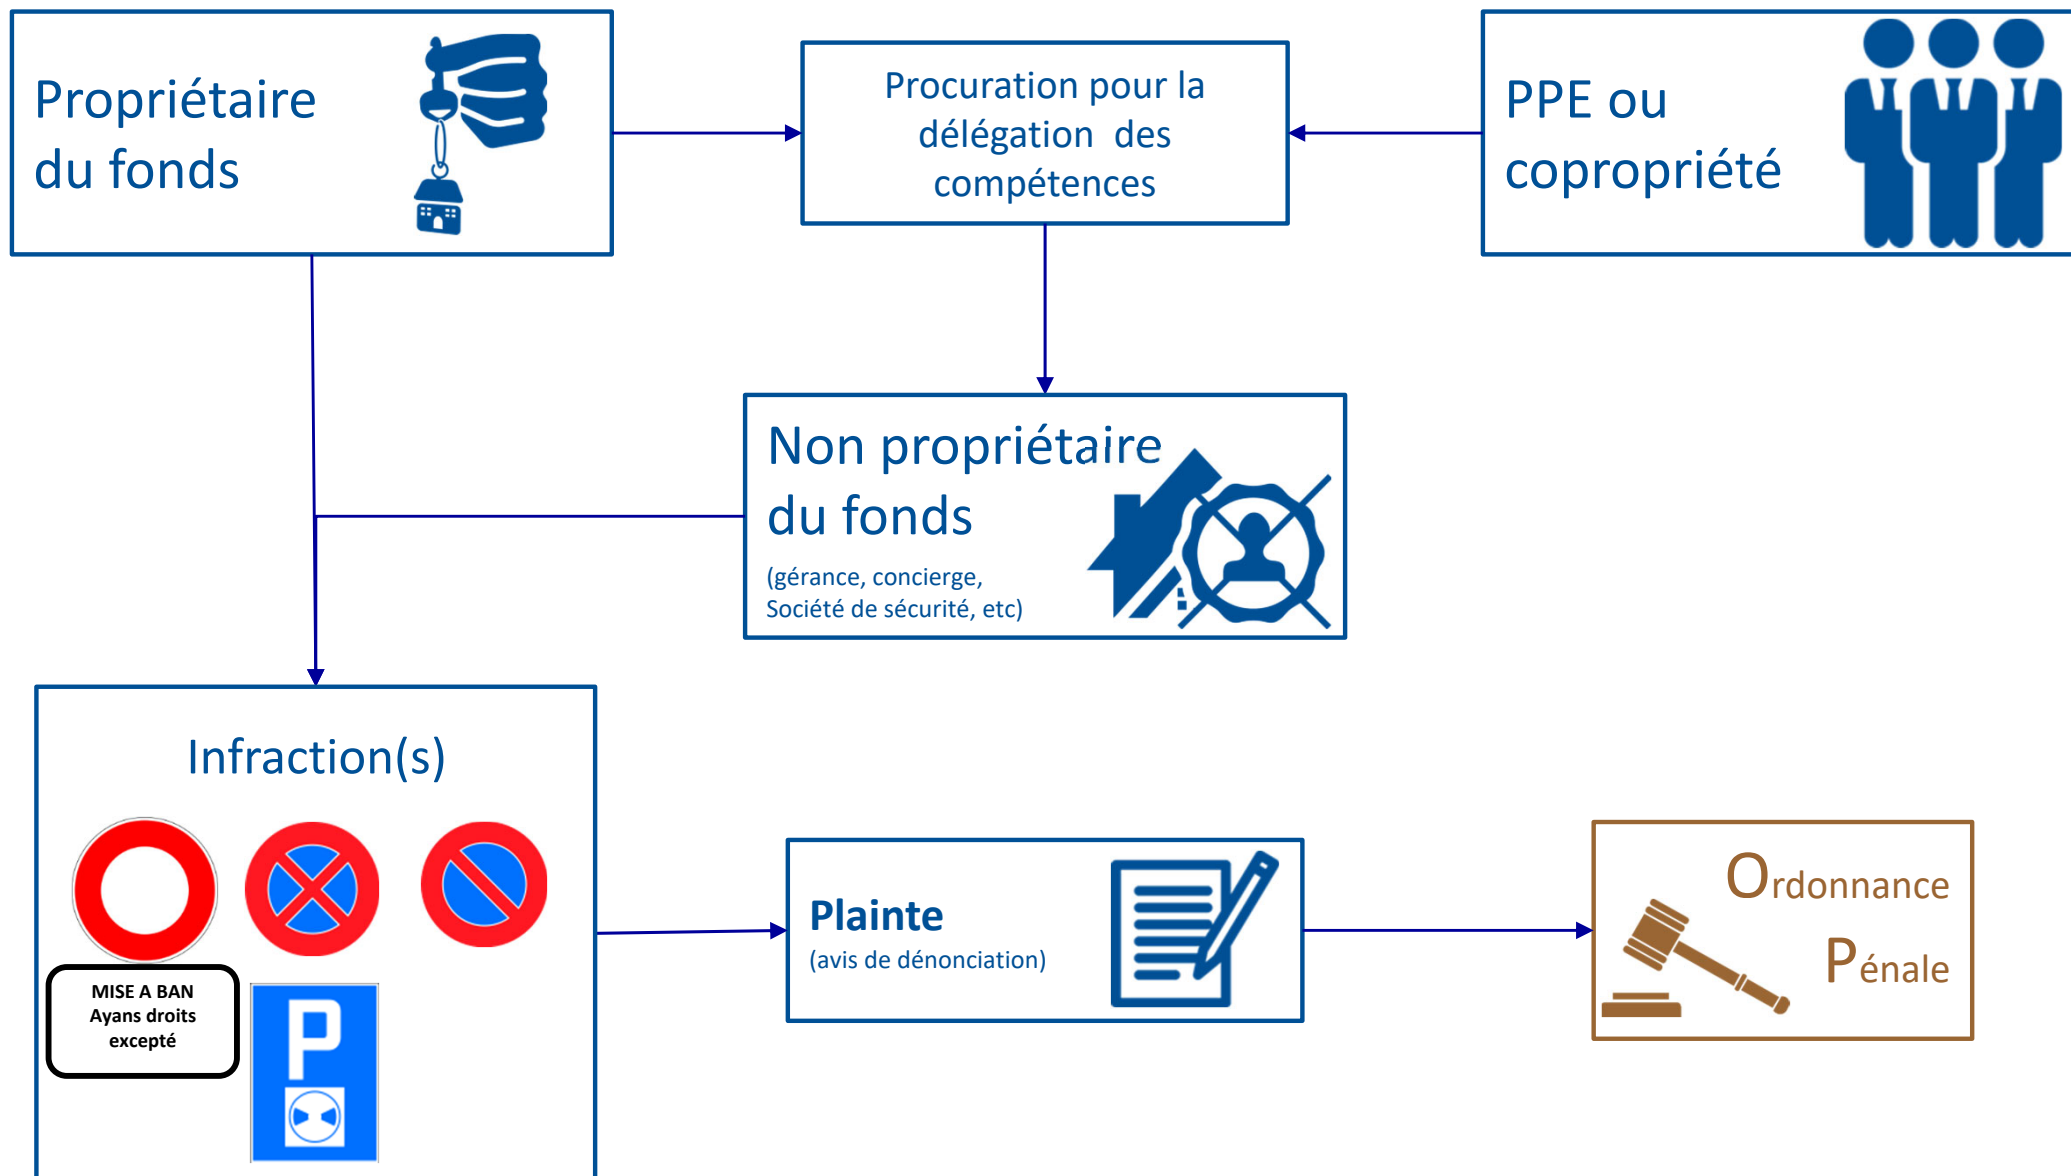 Propriétaire
du fonds
Procuration pour la
délégation des
compétences
PPE ou
copropriété
Non propriétaire
du fonds
(gérance, concierge,
Société de sécurité, etc)
Infraction(s)
MISE A BAN
Ayans droits
excepté
P
Plainte
(avis de dénonciation)
Ordonnance
Pénale